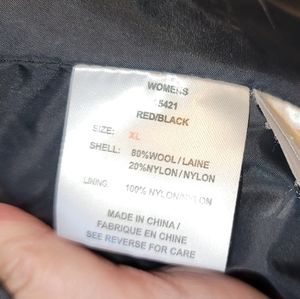 WOMENS
5421
RED/BLACK
SIZE: XL
SHELL: 80%WOOL/LAINE
20%NYLON/NYLON
LINING: 100% NYLON/NYLON
MADE IN CHINA/
FABRIQUE EN CHINE
SEE REVERSE FOR CARE